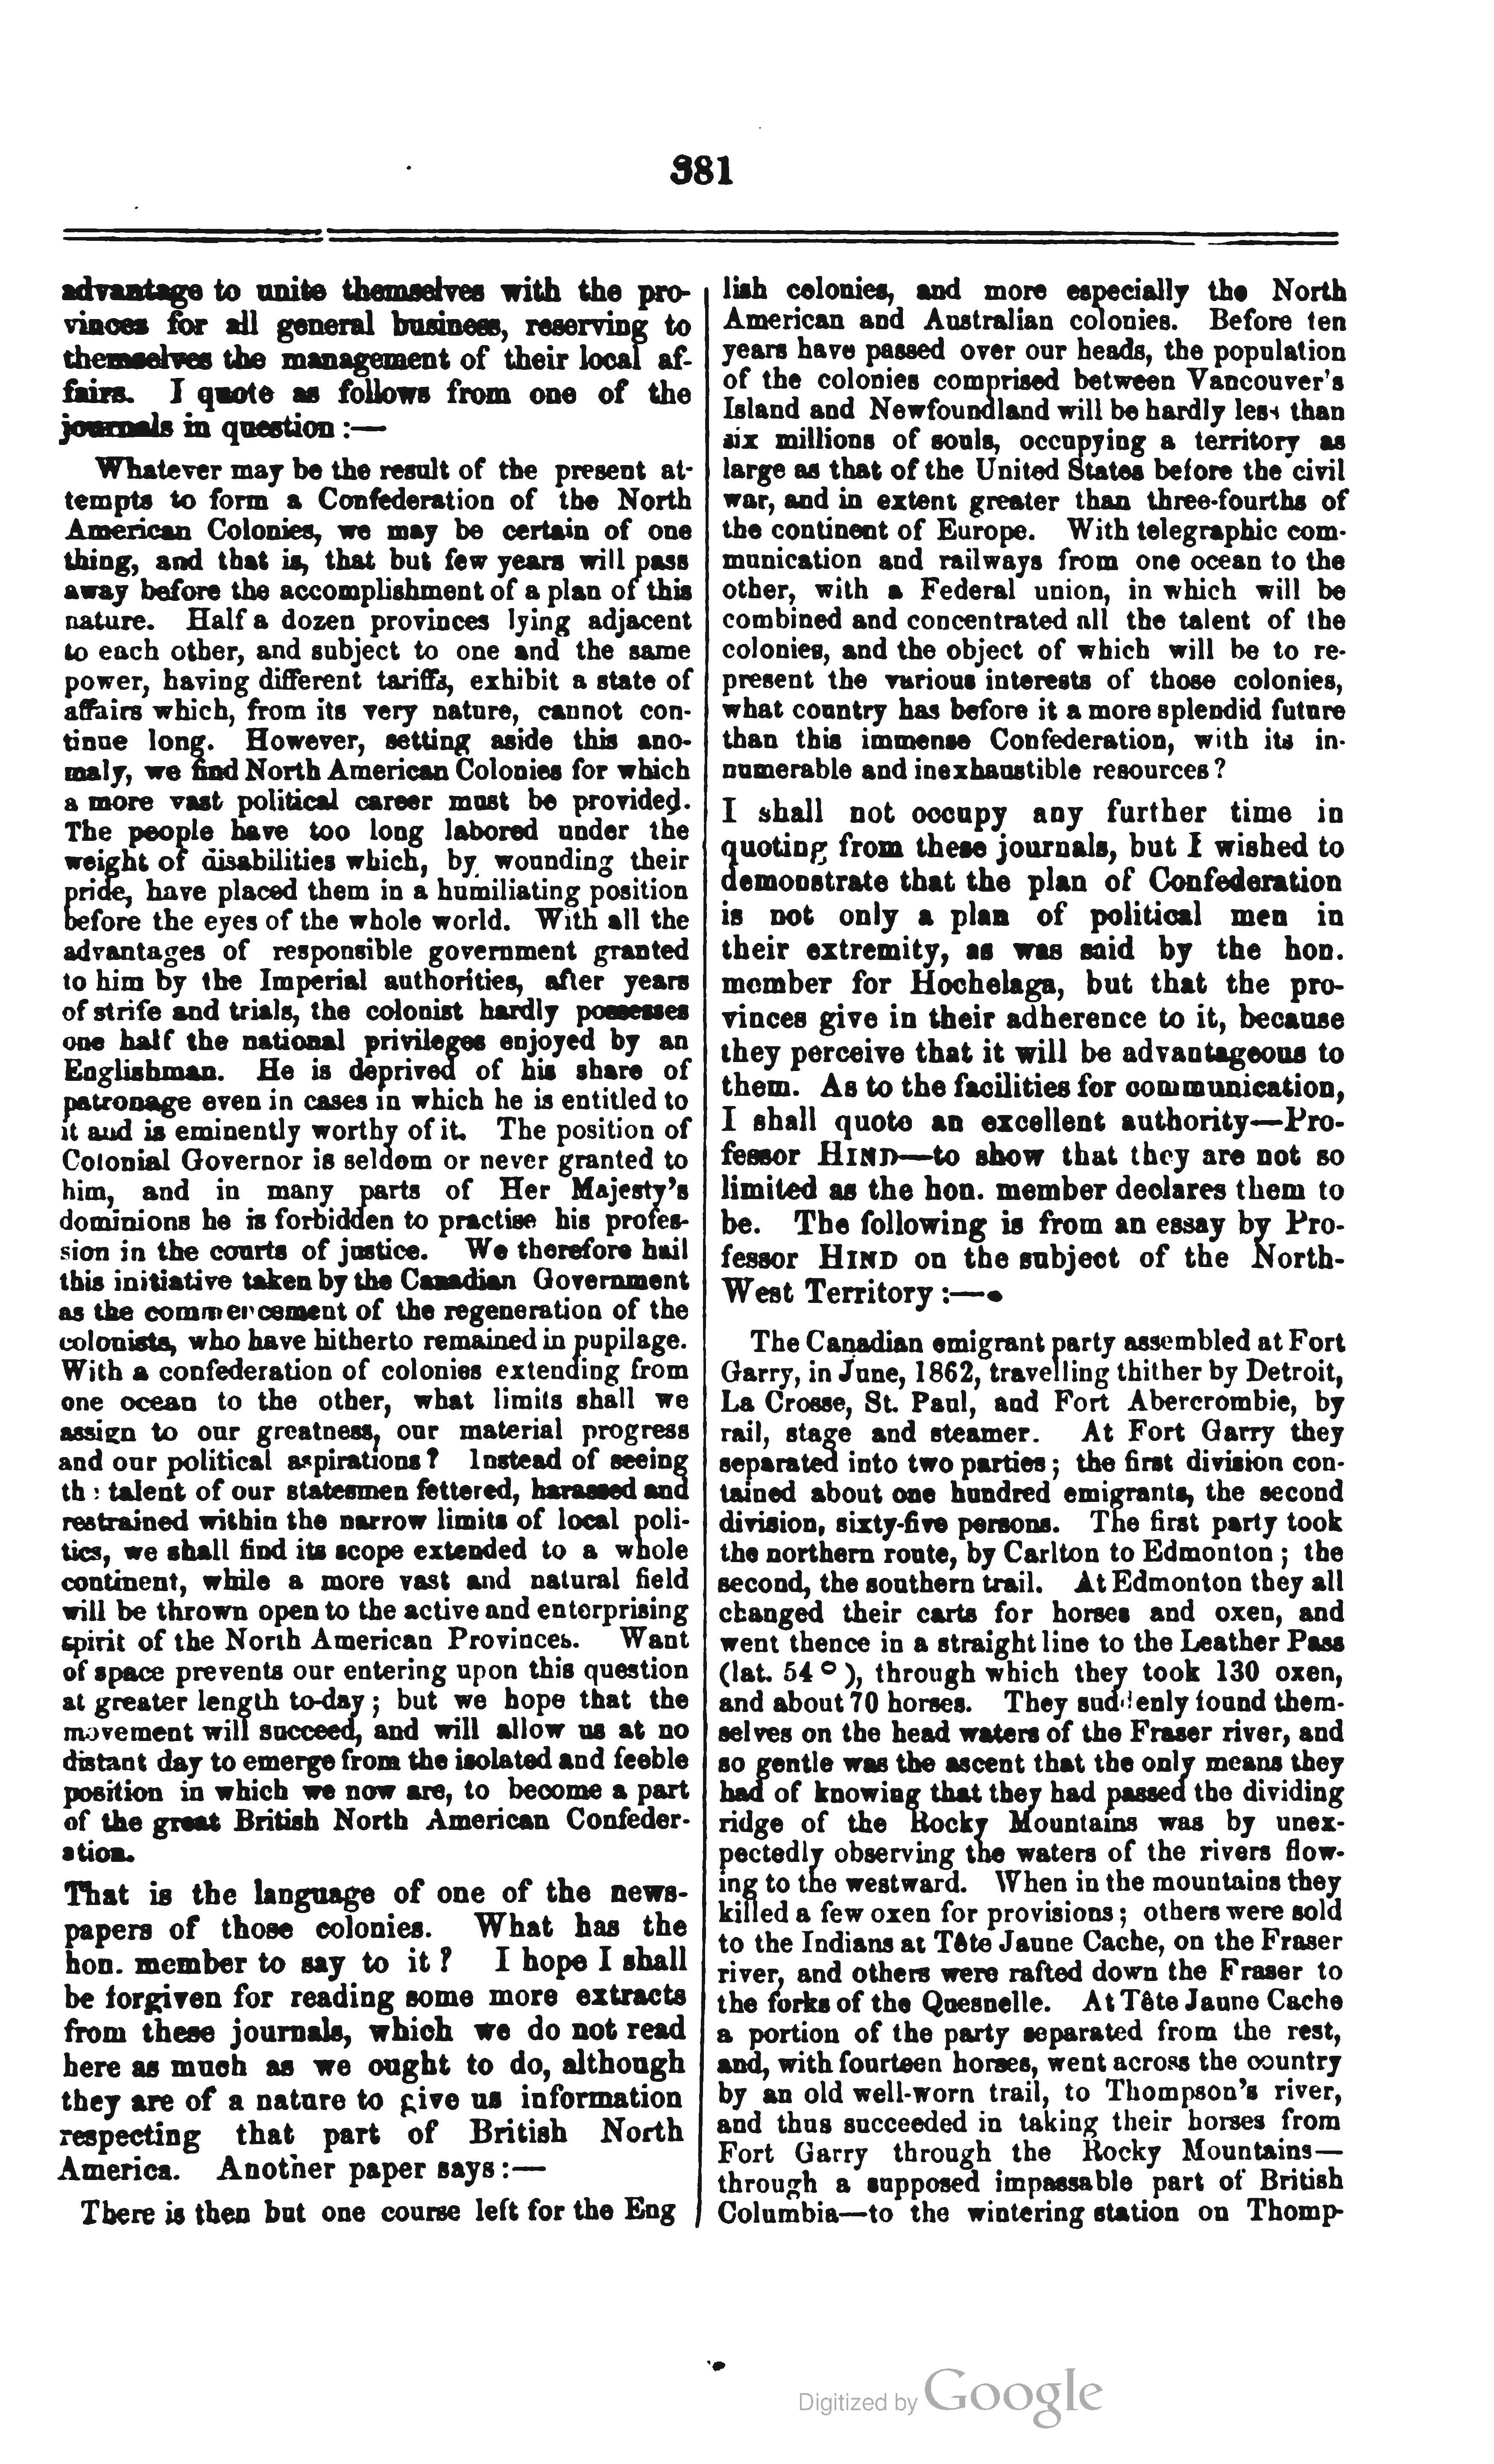 381
advantage to unite themselves with the pro-
vinces for all general business, reserving to
themselves the management of their local af-
fairs. I quote as follows from one of the
journals in question :—
Whatever may be the result of the present at-
tempts to form a Confederation of the North
American Colonies, we may be certain of one
thing, and that is, that but few years will pass
away before the accomplishment of a plan of this
nature. Half a dozen provinces lying adjacent
to each other, and subject to one and the same
power, having different tariffs, exhibit a state of
affairs which, from its very nature, cannot con-
tinue long. However, setting aside this ano-
maly, we find North American Colonies for which
a more vast political career must be provided.
The people have too long labored under the
weight of disabilities which, by wounding their
pride, have placed them in a humiliating position
before the eyes of the whole world. With all the
advantages of responsible government granted
to him by the Imperial authorities, after years
of strife and trials, the colonist hardly possesses
one half the national privileges enjoyed by an
Englishman. He is deprived of his share of
patronage even in cases in which he is entitled to
it and is eminently worthy of it. The position of
Colonial Governor is seldom or never granted to
him, and in many parts of Her Majesty's
dominions he is forbidden to practise his profes-
sion in the courts of justice. We therefore hail
this initiative taken by the Canadian Government
as the commencement of the regeneration of the
colonists, who have hitherto remained in pupilage.
With a confederation of colonies extending from
one ocean to the other, what limits shall we
assign to our greatness, our material progress
and our political aspirations? Instead of seeing
the talent of our statesmen fettered, harassed and
restrained within the narrow limits of local poli-
tics, we shall find its scope extended to a whole
continent, while a more vast and natural field
will be thrown open to the active and enterprising
spirit of the North American Provinces. Want
of space prevents our entering upon this question
at greater length to-day; but we hope that the
movement will succeed, and will allow us at no
distant day to emerge from the isolated and feeble
position in which we now are, to become a part
of the great British North American Confeder-
ation.
That is the language of one of the news-
papers of those colonies. What has the
hon. member to say to it? I hope I shall
be forgiven for reading some more extracts
from these journals, which we do not read
here as much as we ought to do, although
they are of a nature to give us information
respecting that part of British North
America. Another paper says :—
There is then but one course left for the Eng
lish colonies, and more especially the North
American and Australian colonies. Before ten
years have passed over our heads, the population
of the colonies comprised between Vancouver's
Island and Newfoundland will be hardly less than
six millions of souls, occupying a territory as
large as that of the United States before the civil
war, and in extent greater than three-fourths of
the continent of Europe. With telegraphic com-
munication and railways from one ocean to the
other, with a Federal union, in which will be
combined and concentrated all the talent of the
colonies, and the object of which will be to re-
present the various interests of those colonies,
what country has before it a more splendid future
than this immense Confederation, with its in-
numerable and inexhaustible resources?
I shall not occupy any further time in
quoting from these journals, but I wished to
demonstrate that the plan of Confederation
is not only a plan of political men in
their extremity, as was said by the hon.
member for Hochelaga, but that the pro-
vinces give in their adherence to it, because
they perceive that it will be advantageous to
them. As to the facilities for communication,
I shall quote an excellent authority—Pro-
fessor HIND—to show that they are not so
limited as the hon. member declares them to
be. The following is from an essay by Pro-
fessor HIND on the subject of the North-
West Territory :—
The Canadian emigrant party assembled at Fort
Garry, in June, 1862, travelling thither by Detroit,
La Crosse, St. Paul, and Fort Abercrombie, by
rail, stage and steamer. At Fort Garry they
separated into two parties; the first division con-
tained about one hundred emigrants, the second
division, sixty-five persons. The first party took
the northern route, by Carlton to Edmonton; the
second, the southern trail. At Edmonton they all
changed their carts for horses and oxen, and
went thence in a straight line to the Leather Pass
(lat. 54°), through which they took 130 oxen,
and about 70 horses. They suddenly found them-
selves on the head waters of the Fraser river, and
so gentle was the ascent that the only means they
had of knowing that they had passed the dividing
ridge of the Rocky Mountains was by unex-
pectedly observing the waters of the rivers flow-
ing to the westward. When in the mountains they
killed a few oxen for provisions; others were sold
to the Indians at Tête Jaune Cache, on the Fraser
river, and others were rafted down the Fraser to
the forks of the Quesnelle. At Tête Jaune Cache
a portion of the party separated from the rest,
and, with fourteen horses, went across the country
by an old well-worn trail, to Thompson's river,
and thus succeeded in taking their horses from
Fort Garry through the Rocky Mountains—
through a supposed impassable part of British
Columbia—to the wintering station on Thomp-
Digitized by Google